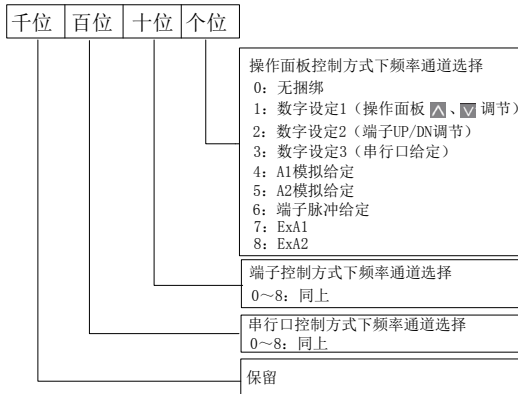 千位 百位 十位 个位
操作面板控制方式下频率通道选择
0：无捆绑
1：数字设定1（操作面板 ∧、∨ 调节）
2：数字设定2（端子UP/DN调节）
3：数字设定3（串行口给定）
4：A1模拟给定
5：A2模拟给定
6：端子脉冲给定
7：ExA1
8：ExA2
端子控制方式下频率通道选择
0～8：同上
串行口控制方式下频率通道选择
0～8：同上
保留